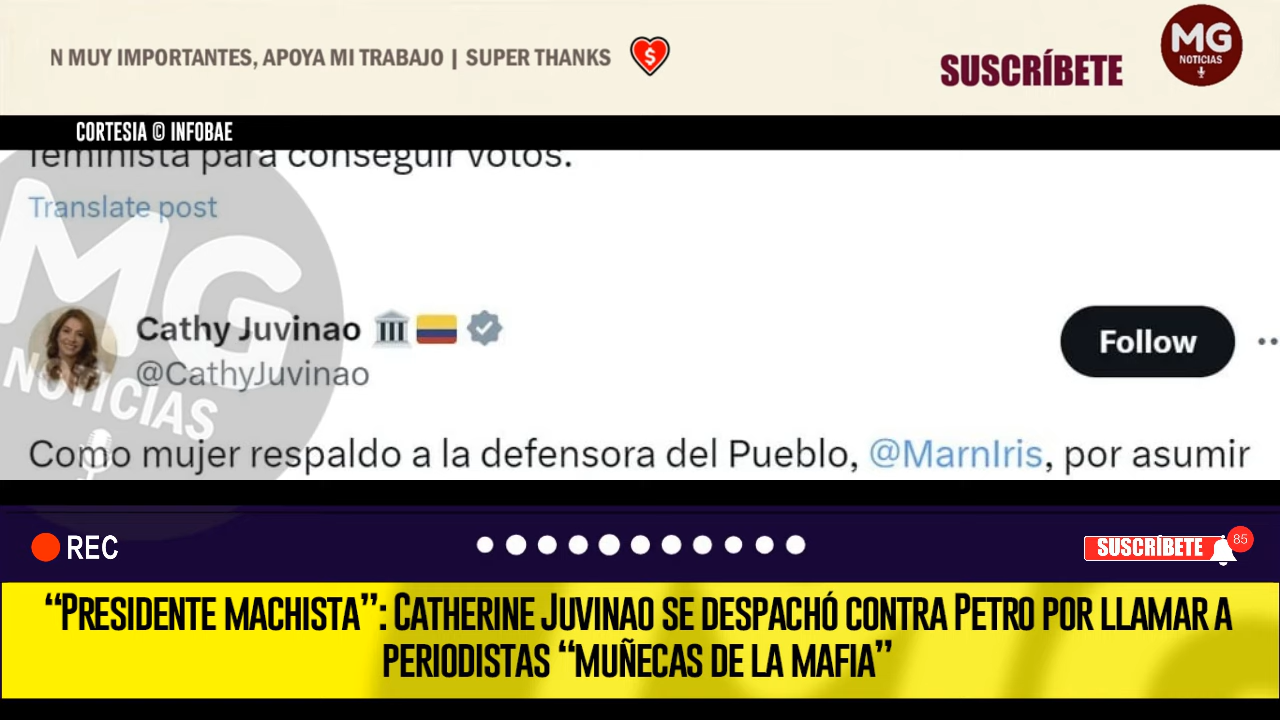 N MUY IMPORTANTES, APOYA MI TRABAJO | SUPER THANKS
SUSCRÍBETE
MG
NOTICIAS
CORTESIA © INFOBAE
feminista para conseguir votos.
Translate post
MG
NOTICIAS
Cathy Juvinao
@CathyJuvinao
Follow
Como mujer respaldo a la defensora del Pueblo, @MarnIris, por asumir
REC
SUSCRÍBETE
85
“PRESIDENTE MACHISTA”: CATHERINE JUVINAO SE DESPACHÓ CONTRA PETRO POR LLAMAR A
PERIODISTAS “MUÑECAS DE LA MAFIA”